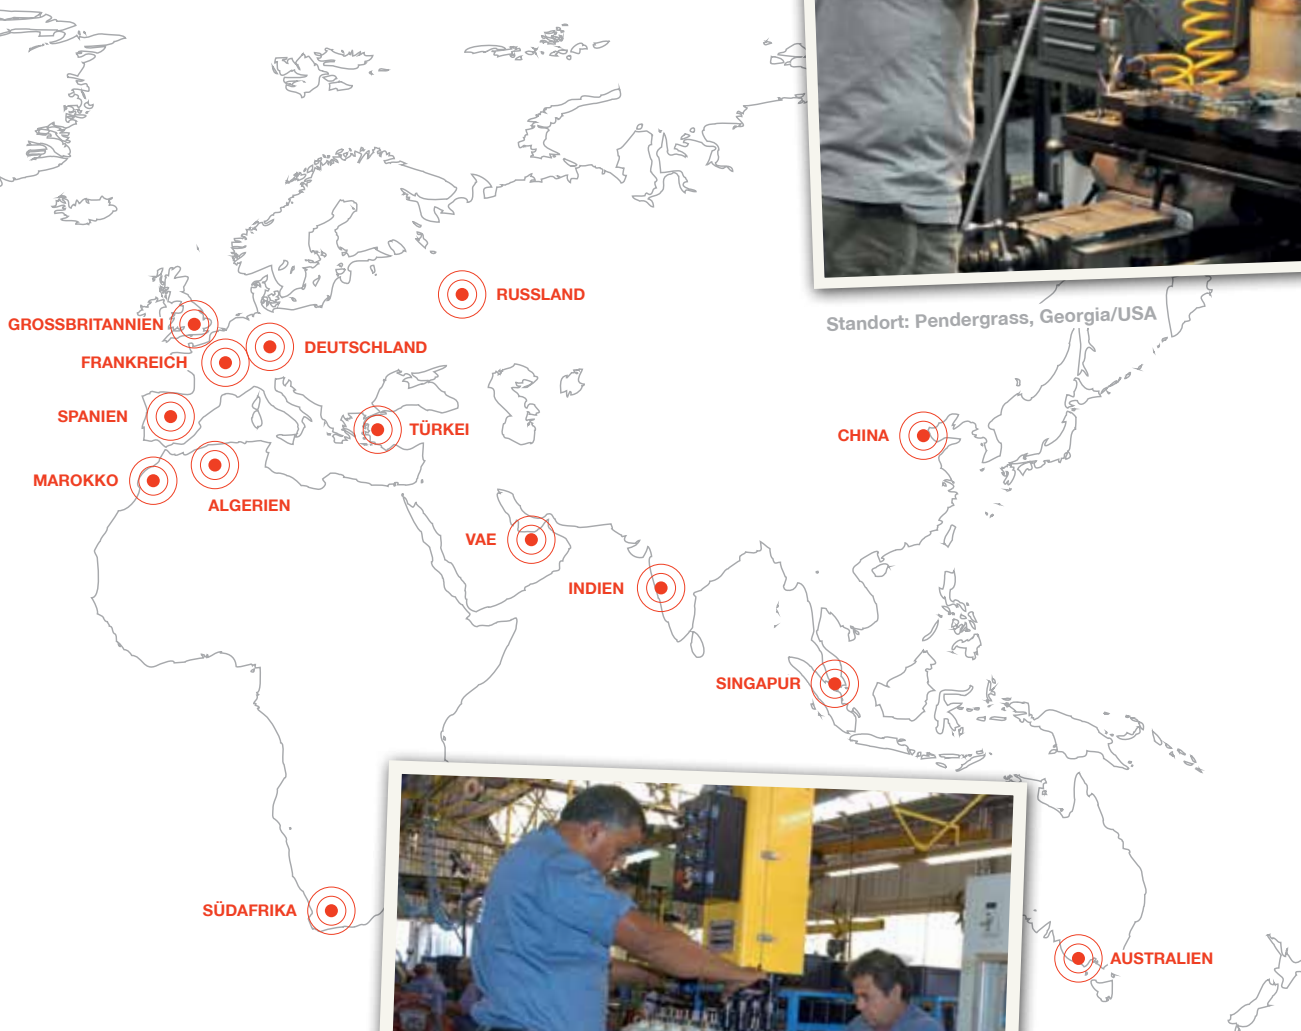 RUSSLAND
Standort: Pendergrass, Georgia/USA
GROSSBRITANNIEN
DEUTSCHLAND
FRANKREICH
SPANIEN
TÜRKEI
CHINA
MAROKKO
ALGERIEN
VAE
INDIEN
SINGAPUR
SÜDAFRIKA
AUSTRALIEN